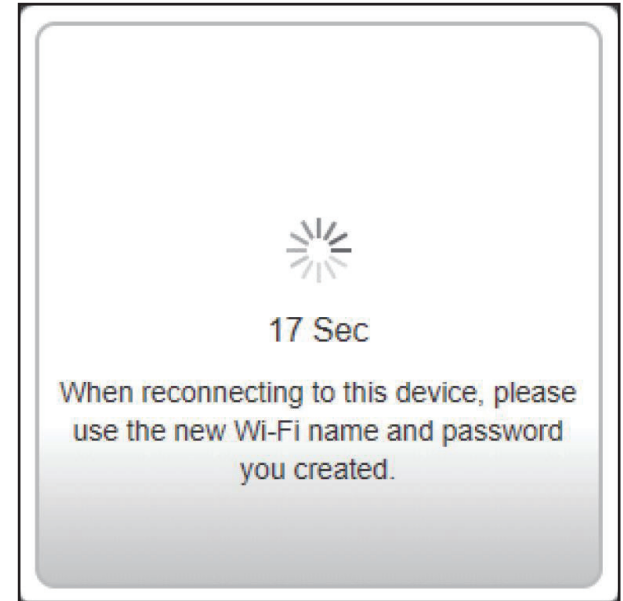 17 Sec
When reconnecting to this device, please
use the new Wi-Fi name and password
you created.